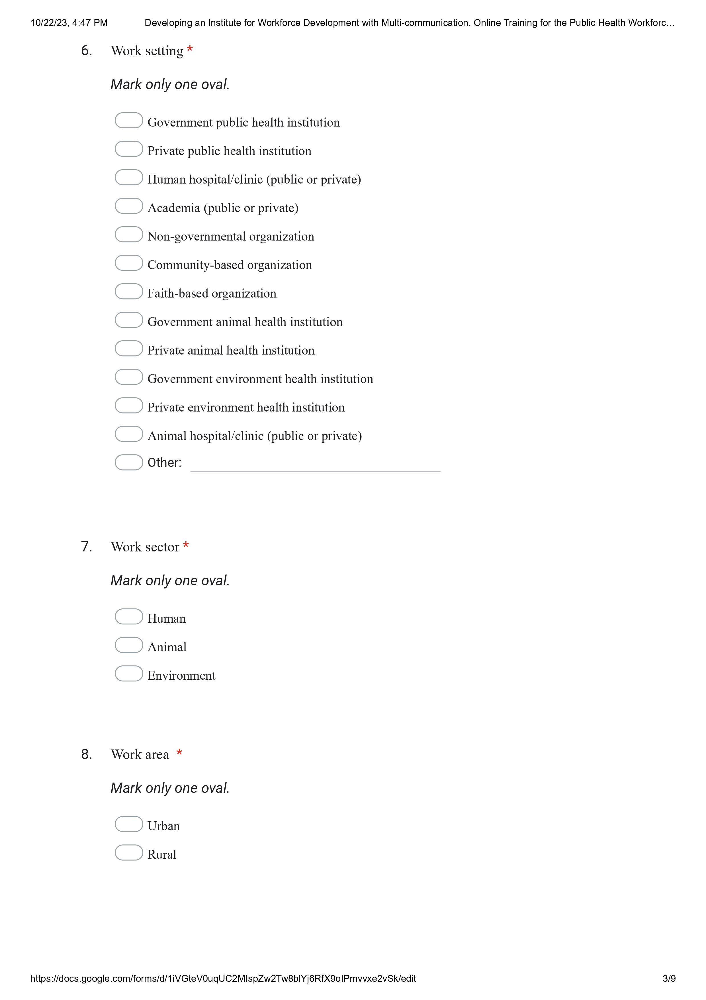 10/22/23, 4:47 PM Developing an Institute for Workforce Development with Multi-communication, Online Training for the Public Health Workforc…
6. Work setting *
Mark only one oval.
Government public health institution
Private public health institution
Human hospital/clinic (public or private)
Academia (public or private)
Non-governmental organization
Community-based organization
Faith-based organization
Government animal health institution
Private animal health institution
Government environment health institution
Private environment health institution
Animal hospital/clinic (public or private)
Other:
7. Work sector *
Mark only one oval.
Human
Animal
Environment
8. Work area *
Mark only one oval.
Urban
Rural
https://docs.google.com/forms/d/1iVGteV0uqUC2MIspZw2Tw8bIYj6RfX9oIPmvvxe2vSk/edit 3/9